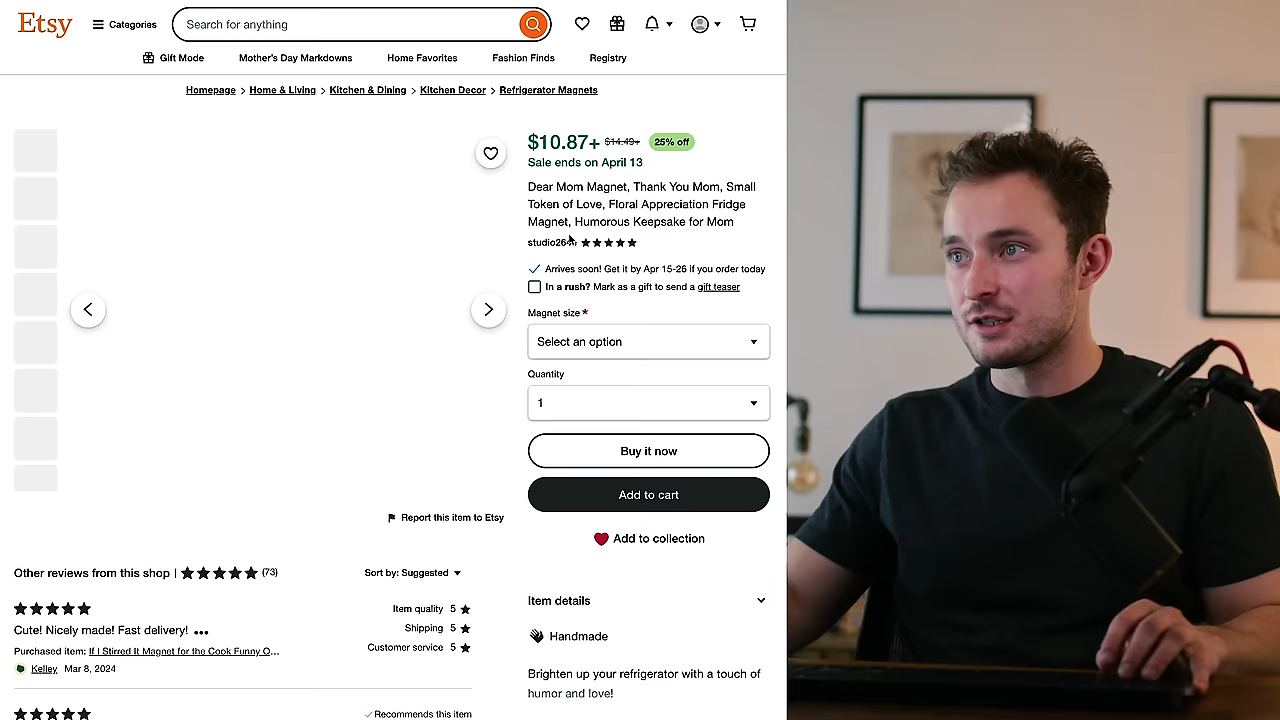 Etsy
Categories
Search for anything
Gift Mode
Mother's Day Markdowns
Home Favorites
Fashion Finds
Registry
Homepage > Home & Living > Kitchen & Dining > Kitchen Decor > Refrigerator Magnets
$10.87+ $14.49+ 25% off
Sale ends on April 13
Dear Mom Magnet, Thank You Mom, Small
Token of Love, Floral Appreciation Fridge
Magnet, Humorous Keepsake for Mom
Arrives soon! Get it by Apr 15-26 if you order today
In a rush? Mark as a gift to send a gift teaser
Magnet size *
Select an option
Quantity
1
Buy it now
Add to cart
Report this item to Etsy
Add to collection
Other reviews from this shop | (73)
Sort by: Suggested
Item quality 5
Cute! Nicely made! Fast delivery!
Shipping 5
Customer service 5
Purchased item: If I Stirred It Magnet for the Cook Funny O...
Kelley Mar 8, 2024
Recommends this item
Item details
Handmade
Brighten up your refrigerator with a touch of
humor and love!